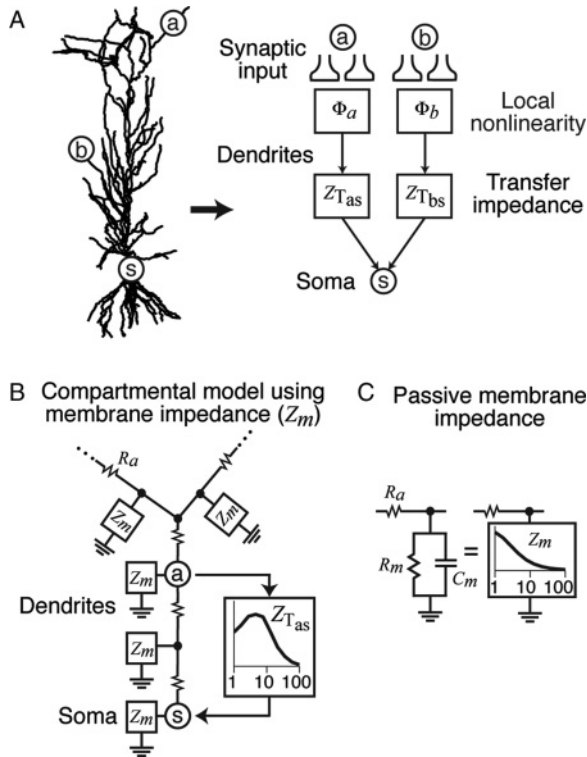 A
a
b
s
Synaptic
input
a
b
Φa
Φb
Local
nonlinearity
Dendrites
ZTas
ZTbs
Transfer
impedance
Soma
s
B Compartmental model using
membrane impedance (Zm)
Ra
Zm
Zm
Zm
a
Dendrites
Zm
ZTas
1 10 100
Soma
Zm
s
C Passive membrane
impedance
Ra
Rm
Cm
=
Zm
1 10 100